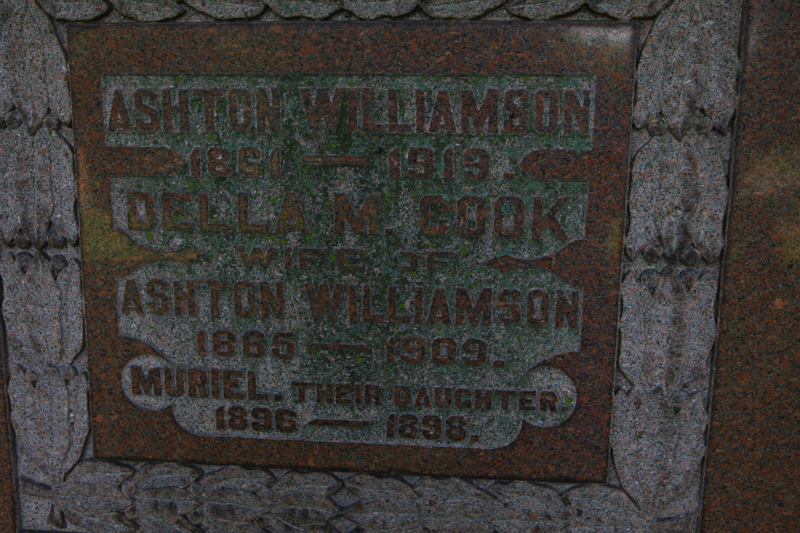 ASHTON WILLIAMSON
1861 — 1919.
DELLA M. COOK
WIFE OF
ASHTON WILLIAMSON
1865 — 1909.
MURIEL. THEIR DAUGHTER.
1896 — 1898.